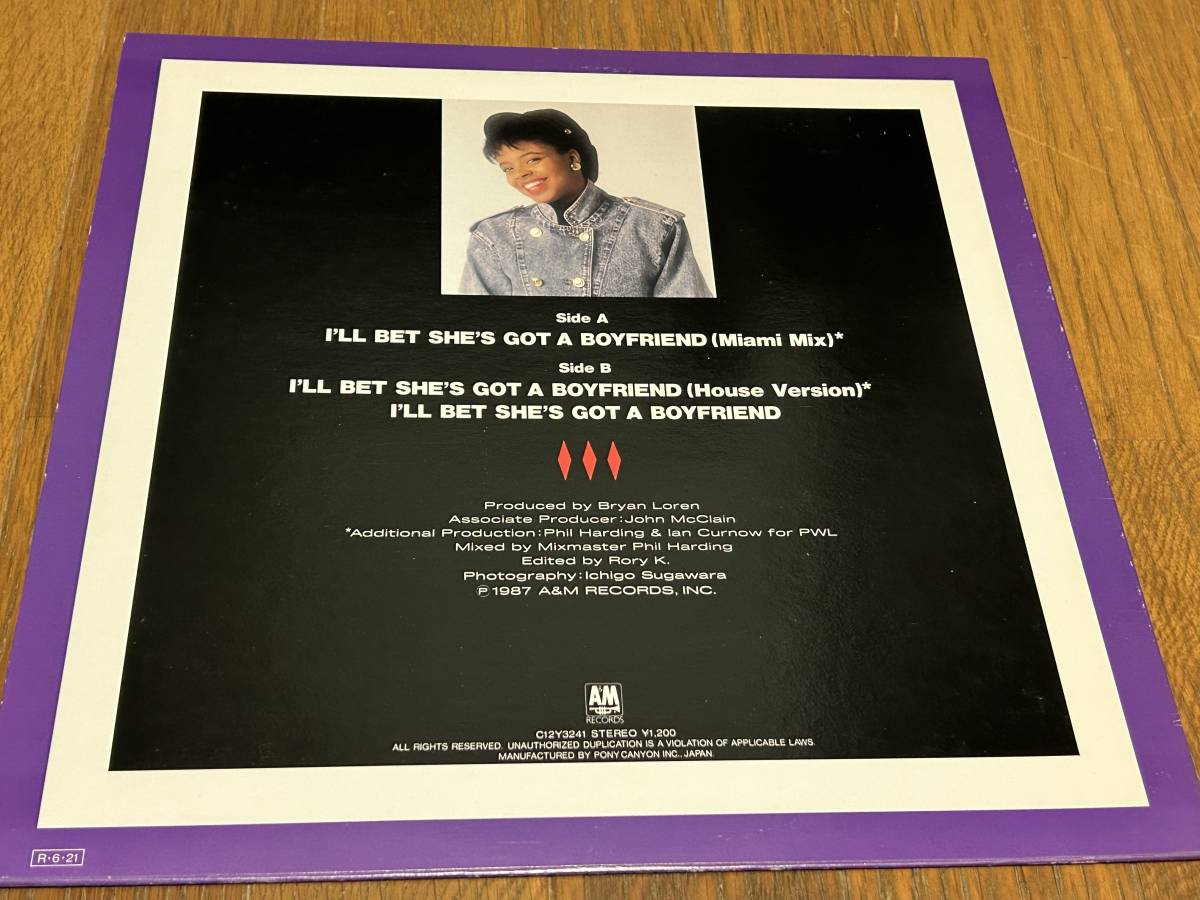 Side A
I'LL BET SHE'S GOT A BOYFRIEND (Miami Mix)*
Side B
I'LL BET SHE'S GOT A BOYFRIEND (House Version)*
I'LL BET SHE'S GOT A BOYFRIEND
Produced by Bryan Loren
Associate Producer:John McClain
*Additional Production:Phil Harding & Ian Curnow for PWL
Mixed by Mixmaster Phil Harding
Edited by Rory K.
Photography:Ichigo Sugawara
℗1987 A&M RECORDS, INC.
A&M
RECORDS
C12Y3241 STEREO ¥1,200
ALL RIGHTS RESERVED. UNAUTHORIZED DUPLICATION IS A VIOLATION OF APPLICABLE LAWS.
MANUFACTURED BY PONY CANYON INC., JAPAN.
R·6·21